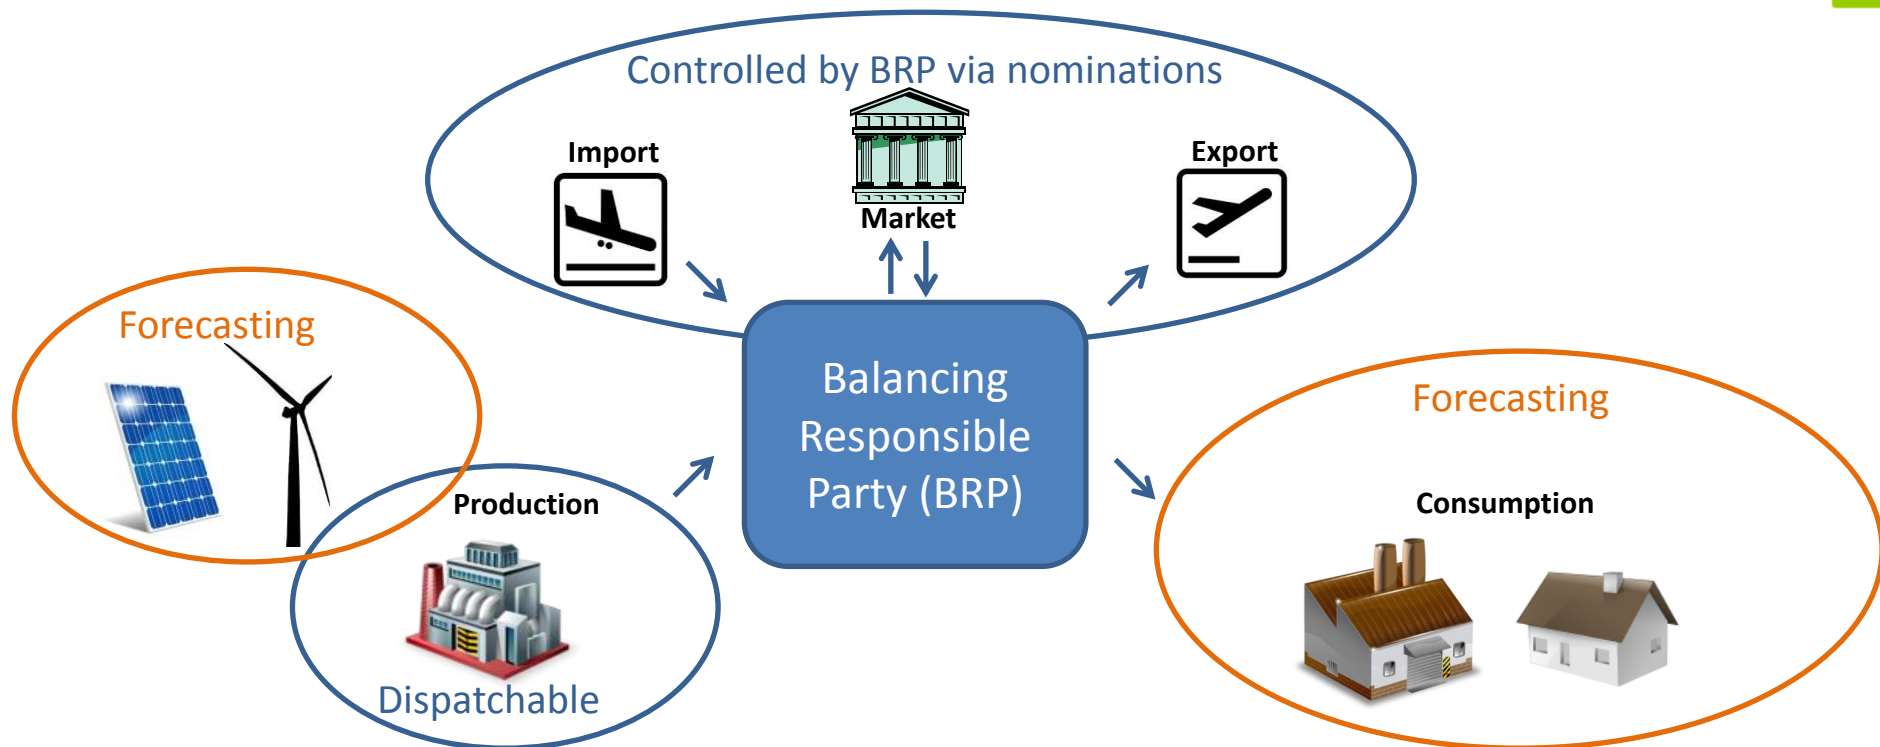 Controlled by BRP via nominations
Import
Export
Market
Forecasting
Balancing
Responsible
Party (BRP)
Forecasting
Production
Consumption
Dispatchable